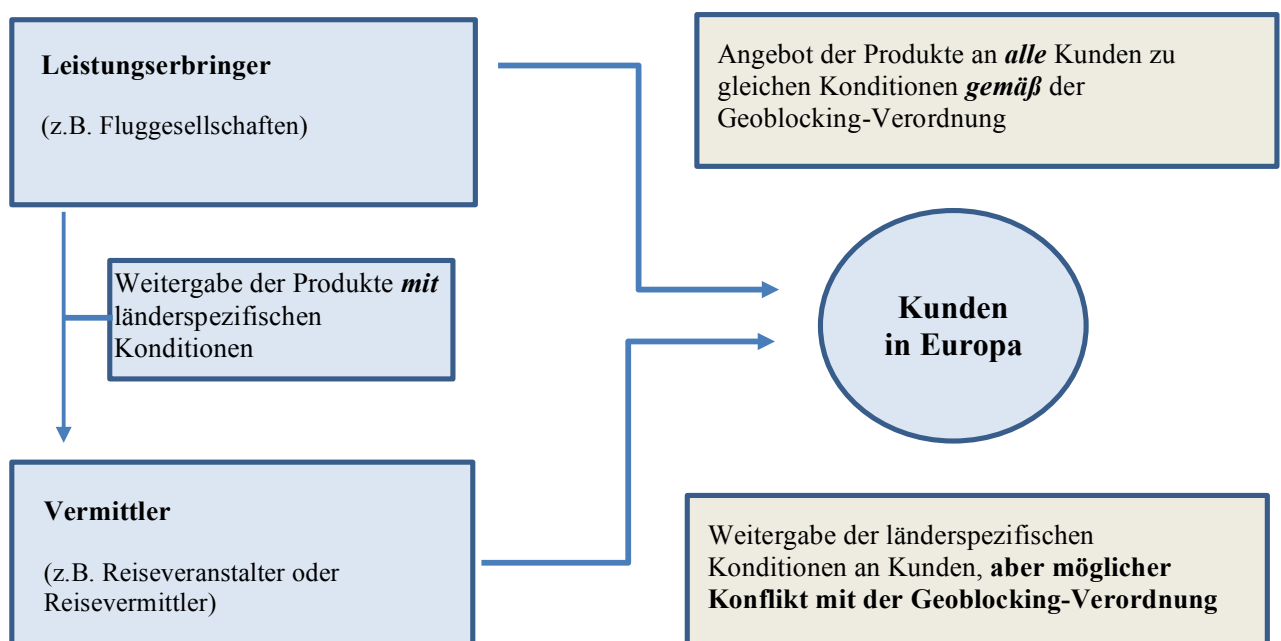 Leistungserbringer
(z.B. Fluggesellschaften)
Angebot der Produkte an alle Kunden zu
gleichen Konditionen gemäß der
Geoblocking-Verordnung
Weitergabe der Produkte mit
länderspezifischen
Konditionen
Kunden
in Europa
Vermittler
(z.B. Reiseveranstalter oder
Reisevermittler)
Weitergabe der länderspezifischen
Konditionen an Kunden, aber möglicher
Konflikt mit der Geoblocking-Verordnung